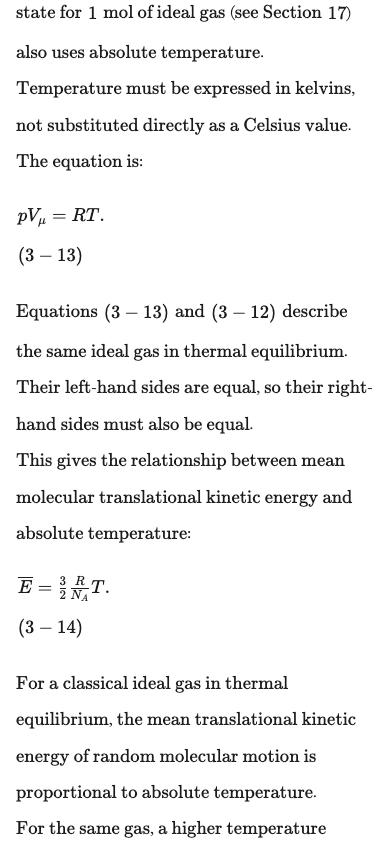 state for 1 mol of ideal gas (see Section 17)
also uses absolute temperature.
Temperature must be expressed in kelvins,
not substituted directly as a Celsius value.
The equation is:
pV_μ = RT.
(3 – 13)
Equations (3 – 13) and (3 – 12) describe
the same ideal gas in thermal equilibrium.
Their left-hand sides are equal, so their right-
hand sides must also be equal.
This gives the relationship between mean
molecular translational kinetic energy and
absolute temperature:
E̅ = 3/2 R/N_A T.
(3 – 14)
For a classical ideal gas in thermal
equilibrium, the mean translational kinetic
energy of random molecular motion is
proportional to absolute temperature.
For the same gas, a higher temperature